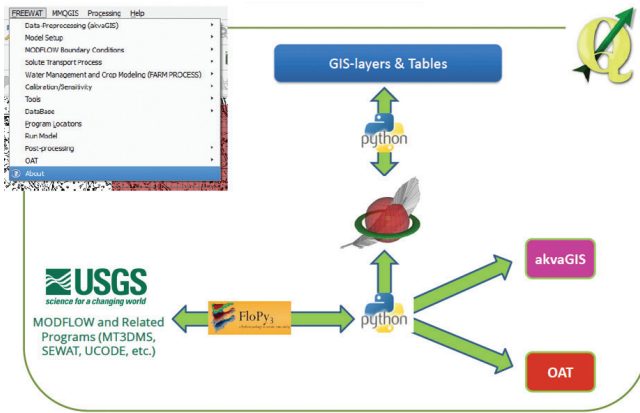 FREEWAT MMQGIS Processing Help
Data-Preprocessing (akvaGIS)
Model Setup
MODFLOW Boundary Conditions
Solute Transport Process
Water Management and Crop Modeling (FARM PROCESS)
Calibration/Sensitivity
Tools
DataBase
Program Locations
Run Model
Post-processing
OAT
About
GIS-layers & Tables
python
akvaGIS
USGS
science for a changing world
FloPy3
python
MODFLOW and Related
Programs (MT3DMS,
SEWAT, UCODE, etc.)
OAT